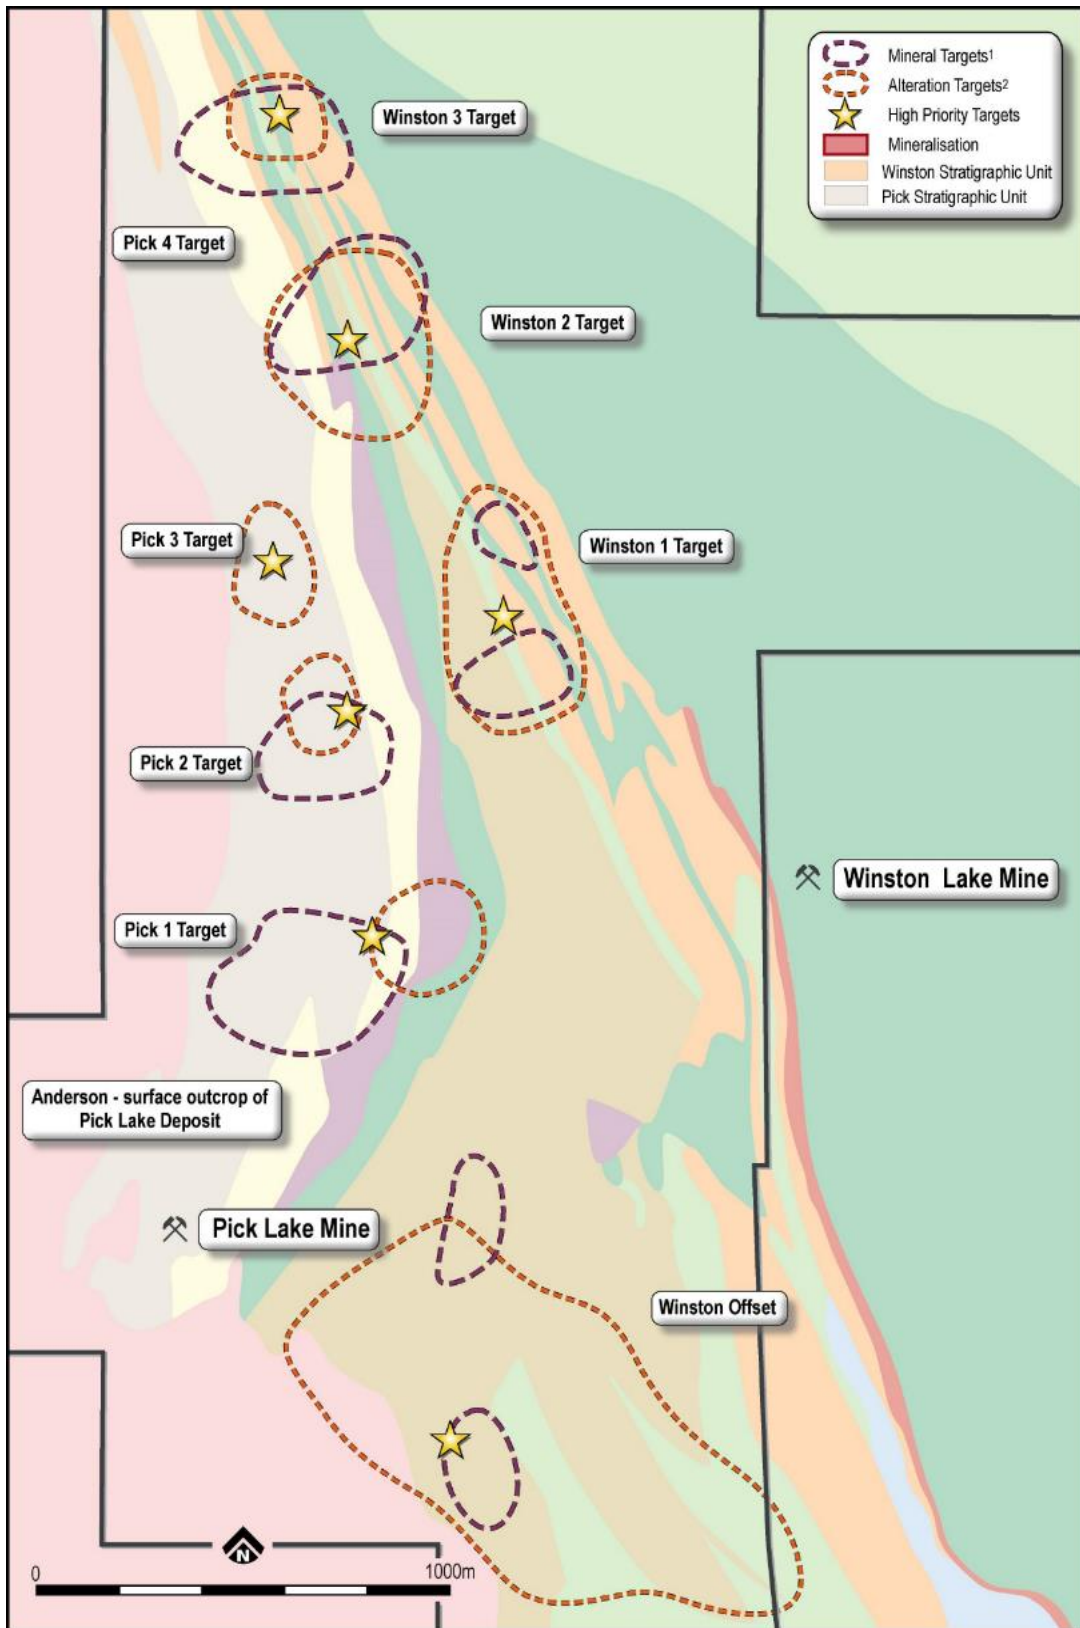 Mineral Targets¹
Alteration Targets²
High Priority Targets
Mineralisation
Winston Stratigraphic Unit
Pick Stratigraphic Unit
Winston 3 Target
Pick 4 Target
Winston 2 Target
Pick 3 Target
Winston 1 Target
Pick 2 Target
Winston Lake Mine
Pick 1 Target
Anderson - surface outcrop of
Pick Lake Deposit
Pick Lake Mine
Winston Offset
N
0
1000m